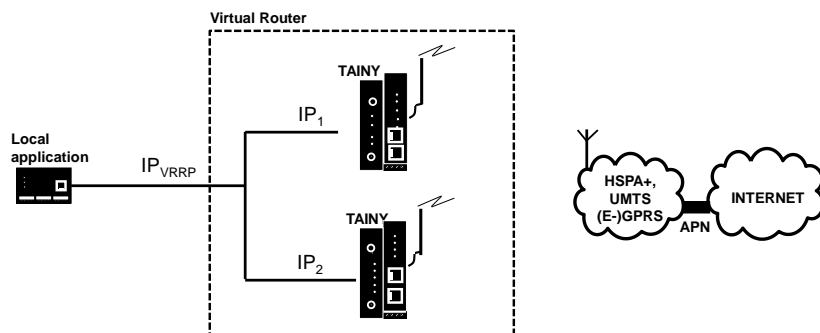 Virtual Router
TAINY
IP1
Local
application
IPVRRP
HSPA+,
UMTS
(E-)GPRS
INTERNET
APN
TAINY
IP2